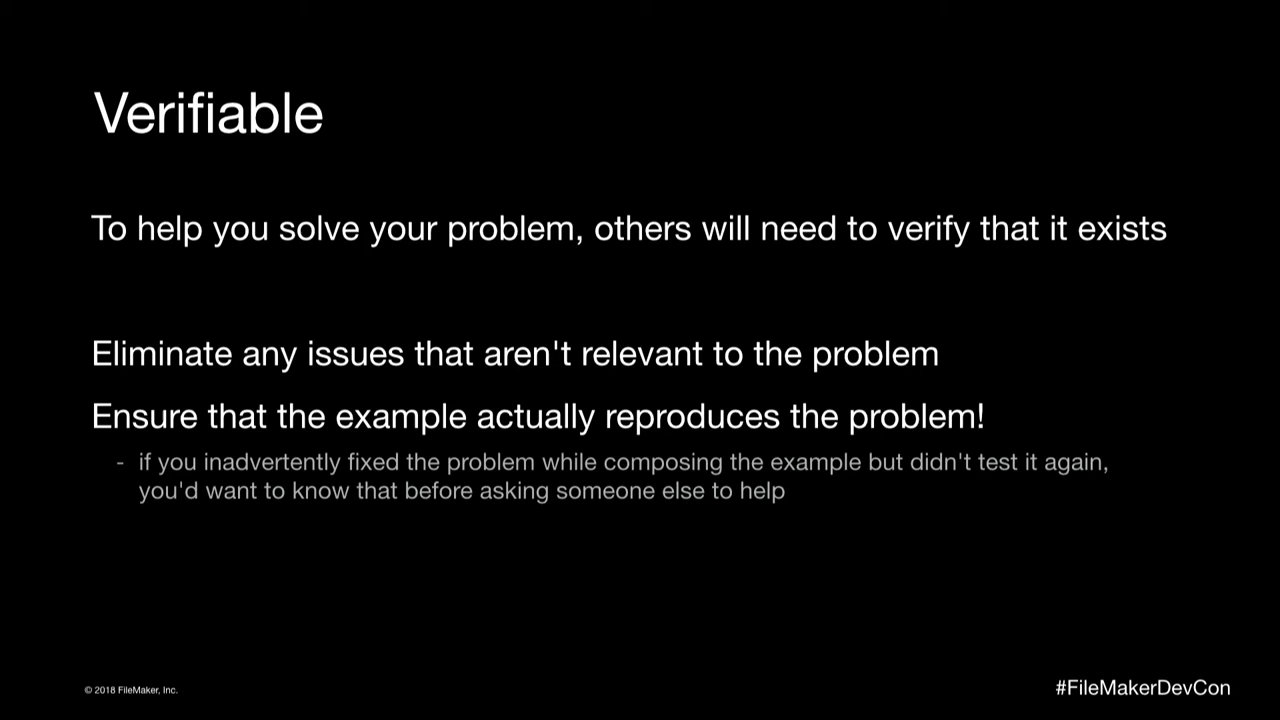 Verifiable
To help you solve your problem, others will need to verify that it exists
Eliminate any issues that aren't relevant to the problem
Ensure that the example actually reproduces the problem!
- if you inadvertently fixed the problem while composing the example but didn't test it again,
you'd want to know that before asking someone else to help
© 2018 FileMaker, Inc.
#FileMakerDevCon